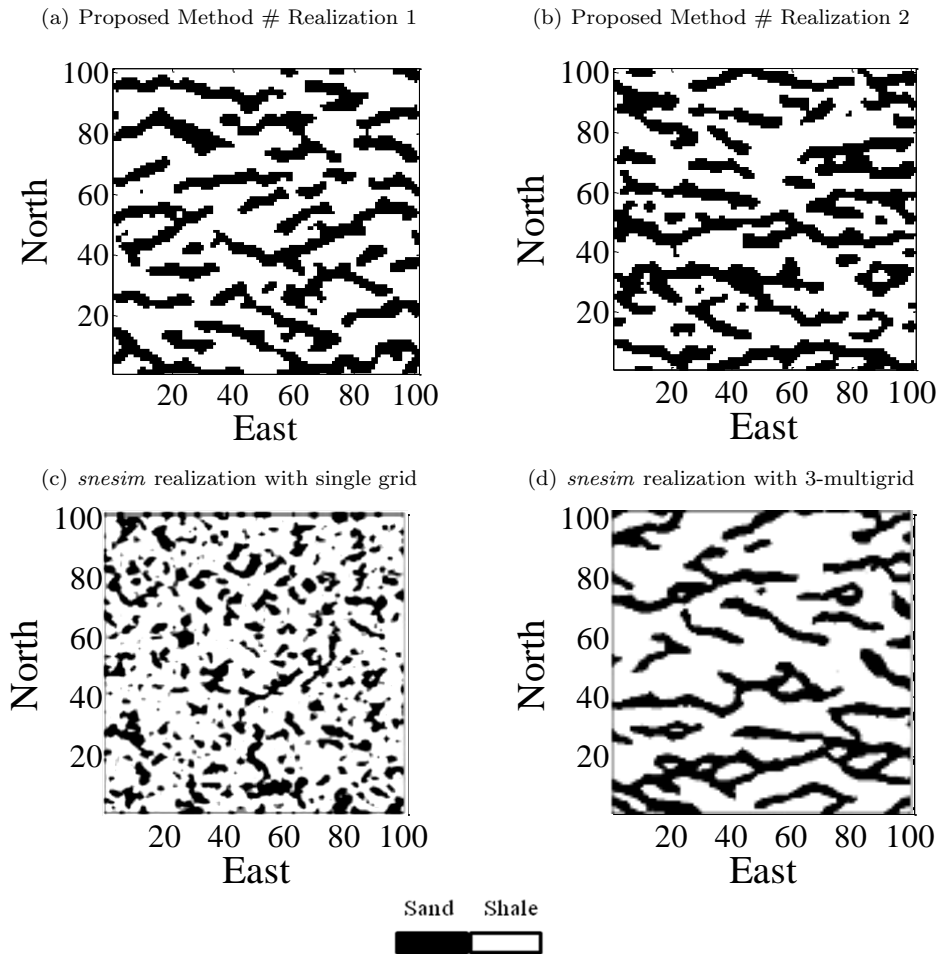 (a) Proposed Method # Realization 1
(b) Proposed Method # Realization 2
100
80
60
40
20
North
20 40 60 80 100
East
100
80
60
40
20
North
20 40 60 80 100
East
(c) snesim realization with single grid
(d) snesim realization with 3-multigrid
100
80
60
40
20
North
20 40 60 80 100
East
100
80
60
40
20
North
20 40 60 80 100
East
Sand Shale